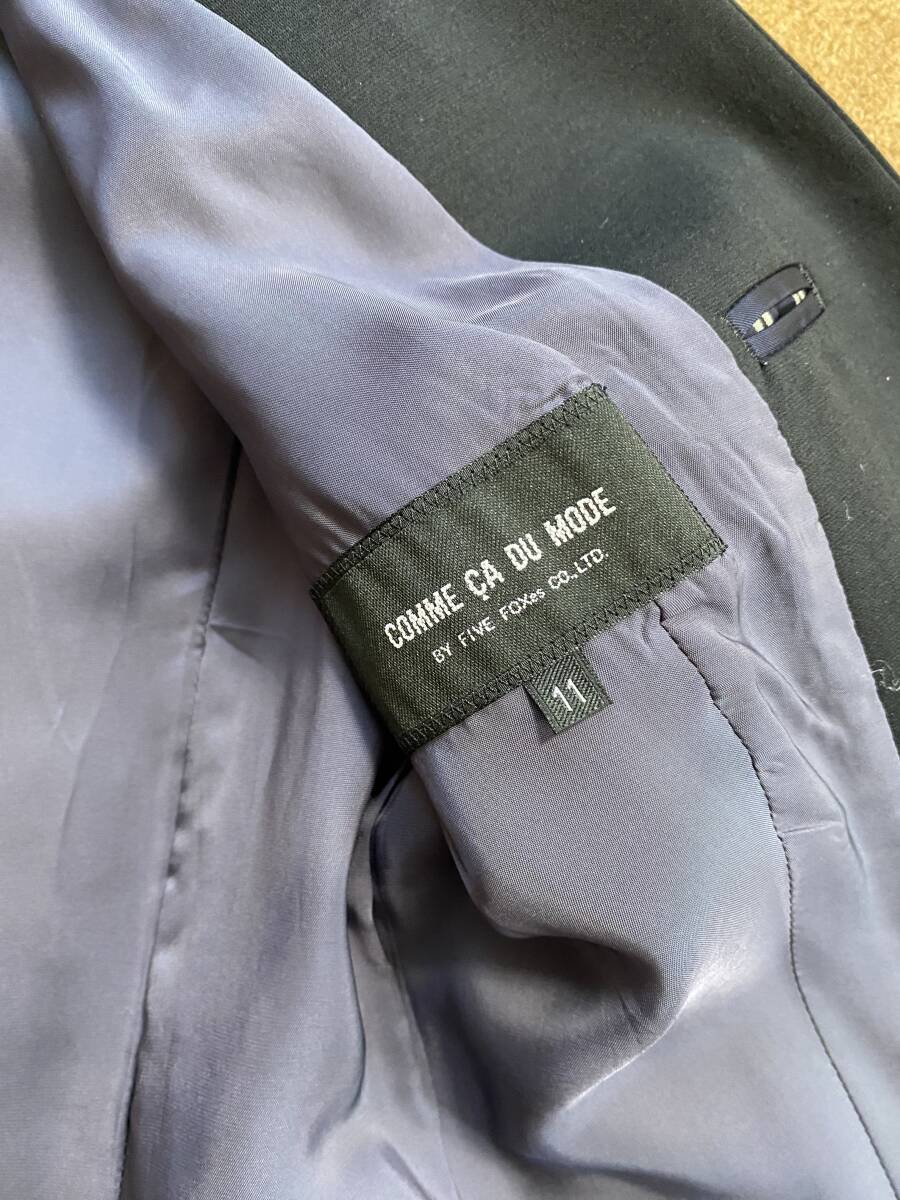 COMME ÇA DU MODE
BY FIVE FOXes CO.,LTD.
11